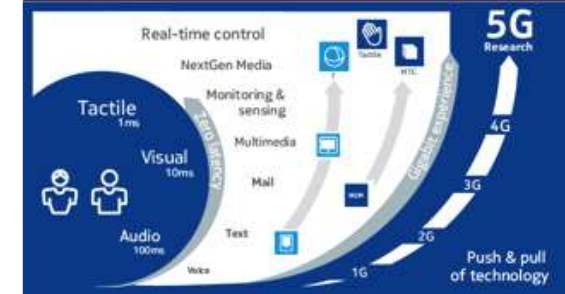 5G
Research
Real-time control
Tactile
MTC
NextGen Media
Monitoring &
sensing
Tactile
1ms
Zero latency
Gigabit experience
4G
Multimedia
Visual
10ms
Mail
M2M
3G
Text
Audio
100ms
2G
Voice
1G
Push & pull
of technology